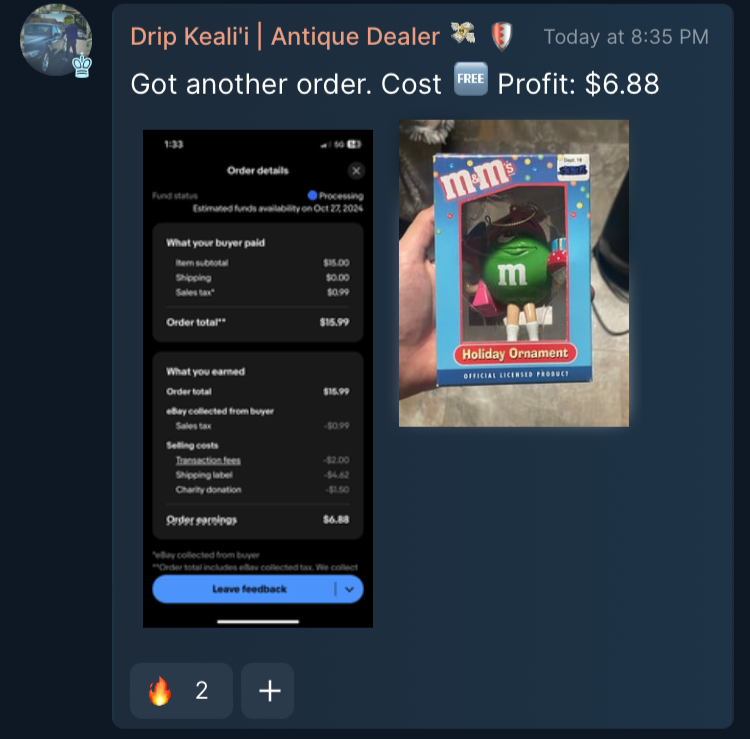 Drip Keali'i | Antique Dealer Today at 8:35 PM
Got another order. Cost FREE Profit: $6.88
1:33 5G
Order details
Fund status Processing
Estimated funds availability on Oct 27, 2024
What your buyer paid
Item subtotal $15.00
Shipping $0.00
Sales tax* $0.99
Order total** $15.99
What you earned
Order total $15.99
eBay collected from buyer
Sales tax -$0.99
Selling costs
Transaction fees -$2.00
Shipping label -$4.62
Charity donation -$1.50
Order earnings $6.88
*eBay collected from buyer
**Order total includes eBay collected tax. We collect
Leave feedback
m&m's
Dept. 18
m
Holiday Ornament
OFFICIAL LICENSED PRODUCT
2
+